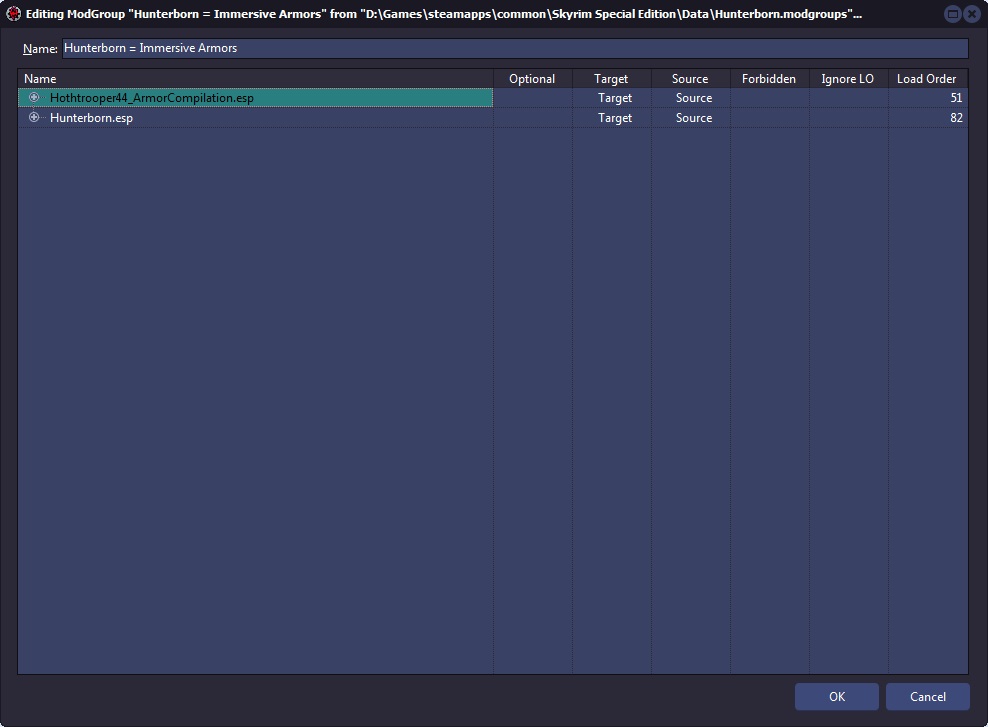 Editing ModGroup "Hunterborn = Immersive Armors" from "D:\Games\steamapps\common\Skyrim Special Edition\Data\Hunterborn.modgroups"...
Name: Hunterborn = Immersive Armors
Name Optional Target Source Forbidden Ignore LO Load Order
Hothtrooper44_ArmorCompilation.esp Target Source 51
Hunterborn.esp Target Source 82
OK Cancel